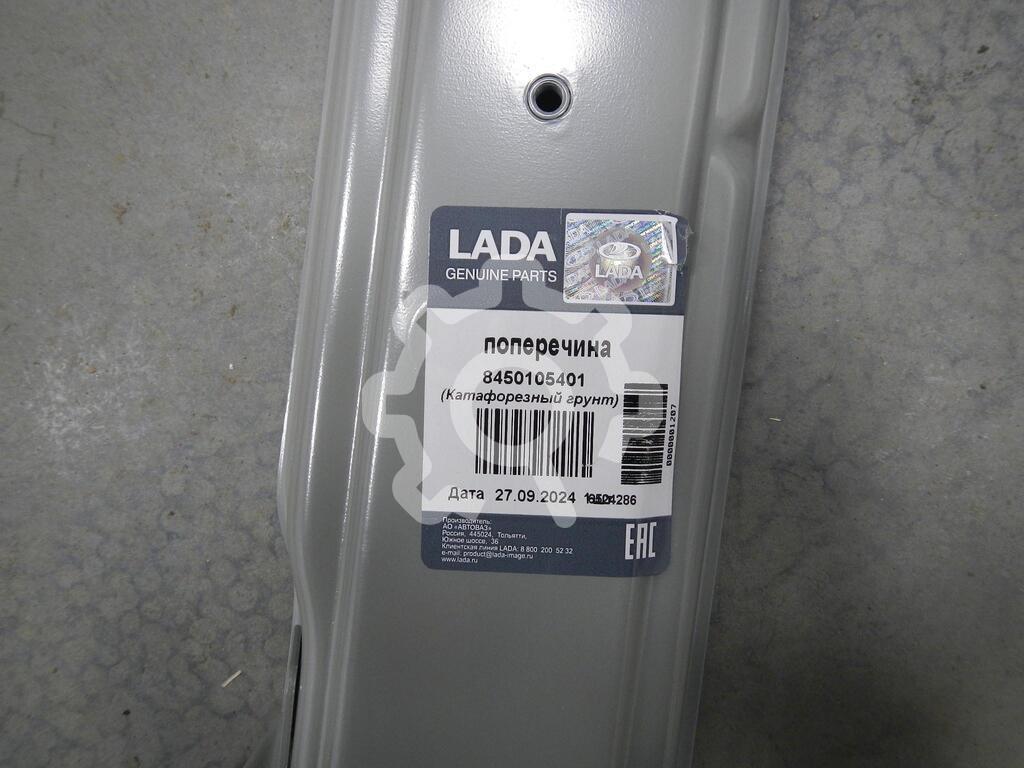 LADA
GENUINE PARTS
LADA
поперечина
8450105401
(Катафорезный грунт)
0000001207
Дата 27.09.2024
Производитель:
АО «АВТОВАЗ»
Россия, 445024, Тольятти,
Южное шоссе, 36
Клиентская линия LADA: 8 800 200 52 32
e-mail: product@lada-image.ru
www.lada.ru
EAC